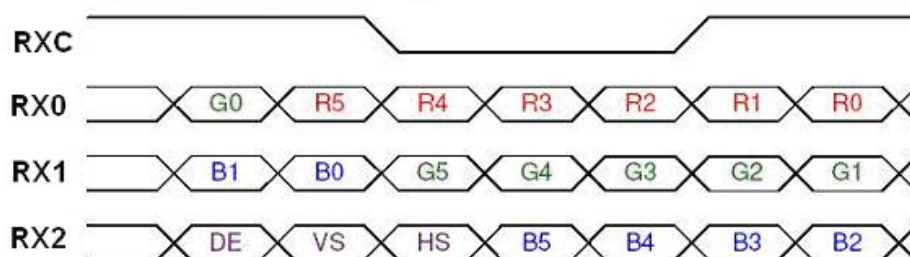 RXC
RX0 G0 R5 R4 R3 R2 R1 R0
RX1 B1 B0 G5 G4 G3 G2 G1
RX2 DE VS HS B5 B4 B3 B2